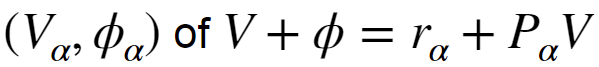 (V_α, ϕ_α) of V + ϕ = r_α + P_αV